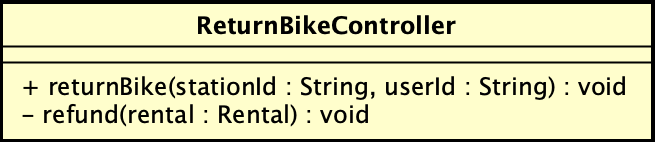 ReturnBikeController
+ returnBike(stationId : String, userId : String) : void
– refund(rental : Rental) : void